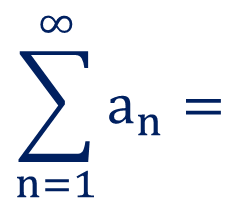 ∞
∑ aₙ =
n=1